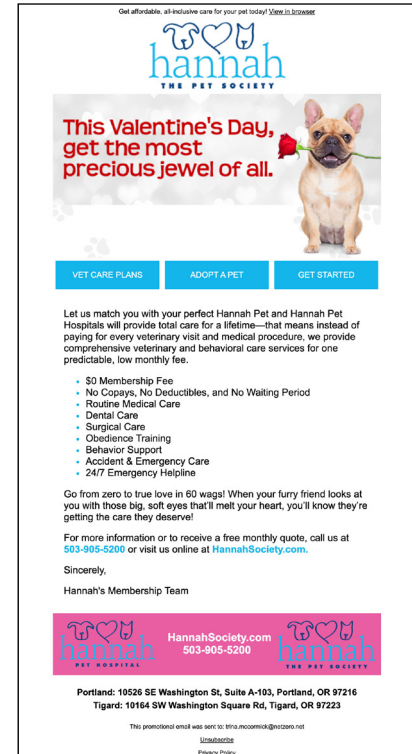 Get affordable, all-inclusive care for your pet today! View in browser
hannah
THE PET SOCIETY
This Valentine's Day,
get the most
precious jewel of all.
VET CARE PLANS
ADOPT A PET
GET STARTED
Let us match you with your perfect Hannah Pet and Hannah Pet
Hospitals will provide total care for a lifetime—that means instead of
paying for every veterinary visit and medical procedure, we provide
comprehensive veterinary and behavioral care services for one
predictable, low monthly fee.
• $0 Membership Fee
• No Copays, No Deductibles, and No Waiting Period
• Routine Medical Care
• Dental Care
• Surgical Care
• Obedience Training
• Behavior Support
• Accident & Emergency Care
• 24/7 Emergency Helpline
Go from zero to true love in 60 wags! When your furry friend looks at
you with those big, soft eyes that'll melt your heart, you'll know they're
getting the care they deserve!
For more information or to receive a free monthly quote, call us at
503-905-5200 or visit us online at HannahSociety.com.
Sincerely,
Hannah's Membership Team
hannah
PET HOSPITAL
HannahSociety.com
503-905-5200
hannah
THE PET SOCIETY
Portland: 10526 SE Washington St, Suite A-103, Portland, OR 97216
Tigard: 10164 SW Washington Square Rd, Tigard, OR 97223
This promotional email was sent to: trina.mccormick@netzero.net
Unsubscribe
Privacy Policy